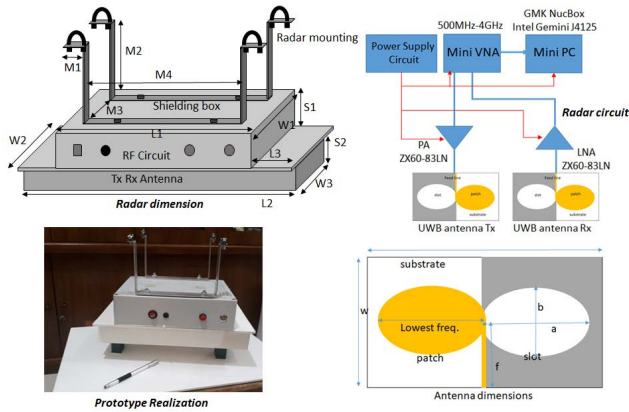 M1
M2
Radar mounting
M4
M3
Shielding box
L1
W1
S1
W2
RF Circuit
L3
S2
Tx Rx Antenna
W3
Radar dimension
L2
500MHz-4GHz
GMK NucBox
Intel Gemini J4125
Power Supply
Circuit
Mini VNA
Mini PC
Radar circuit
PA
ZX60-83LN
LNA
ZX60-83LN
Feed line
slot
patch
substrate
UWB antenna Tx
Feed line
slot
patch
substrate
UWB antenna Rx
Prototype Realization
substrate
w
b
Lowest freq.
a
patch
slot
f
Antenna dimensions